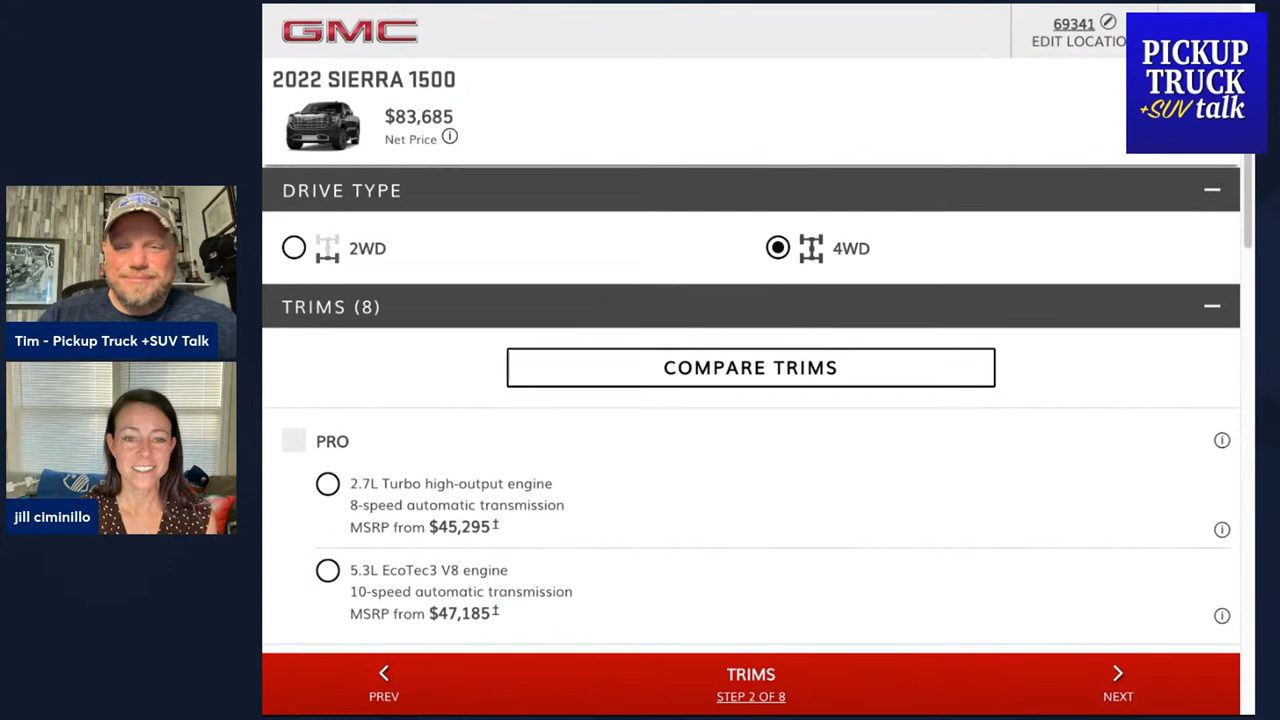 GMC
69341
EDIT LOCATIO
PICKUP
TRUCK
+SUV talk
2022 SIERRA 1500
$83,685
Net Price
DRIVE TYPE
2WD
4WD
TRIMS (8)
COMPARE TRIMS
PRO
2.7L Turbo high-output engine
8-speed automatic transmission
MSRP from $45,295‡
5.3L EcoTec3 V8 engine
10-speed automatic transmission
MSRP from $47,185‡
PREV
TRIMS
STEP 2 OF 8
NEXT
Tim - Pickup Truck +SUV Talk
jill ciminillo